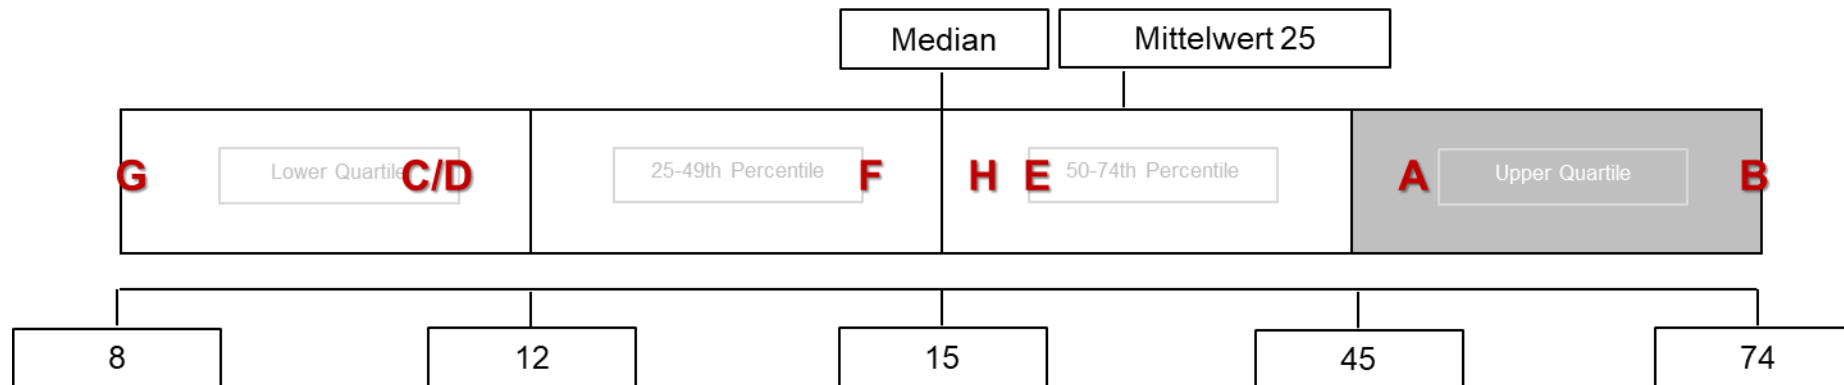 Median
Mittelwert 25
G Lower Quartile C/D 25-49th Percentile F H E 50-74th Percentile A Upper Quartile B
8 12 15 45 74